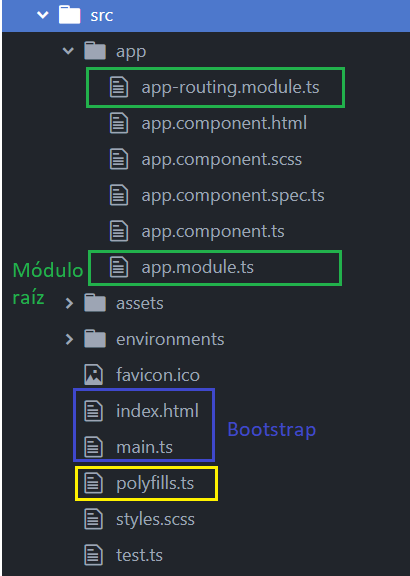 src
app
app-routing.module.ts
app.component.html
app.component.scss
app.component.spec.ts
app.component.ts
app.module.ts
Módulo
raíz
assets
environments
favicon.ico
index.html
Bootstrap
main.ts
polyfills.ts
styles.scss
test.ts